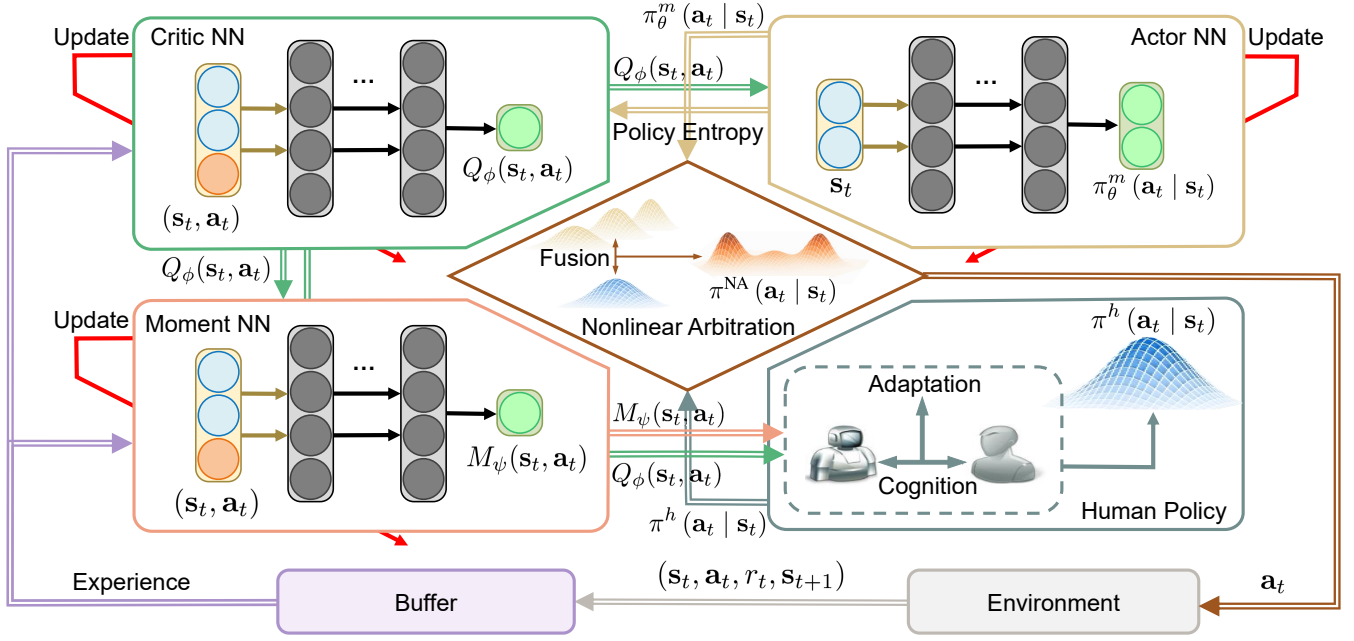 Update
Critic NN
...
(s_t, a_t)
Q_ϕ(s_t, a_t)
π_θ^m (a_t | s_t)
Q_ϕ(s_t, a_t)
Policy Entropy
Actor NN
Update
...
s_t
π_θ^m (a_t | s_t)
Q_ϕ(s_t, a_t)
Fusion
π^NA (a_t | s_t)
Nonlinear Arbitration
Update
Moment NN
...
(s_t, a_t)
M_ψ(s_t, a_t)
M_ψ(s_t, a_t)
Q_ϕ(s_t, a_t)
π^h (a_t | s_t)
π^h (a_t | s_t)
Adaptation
Cognition
Human Policy
Experience
Buffer
(s_t, a_t, r_t, s_{t+1})
Environment
a_t